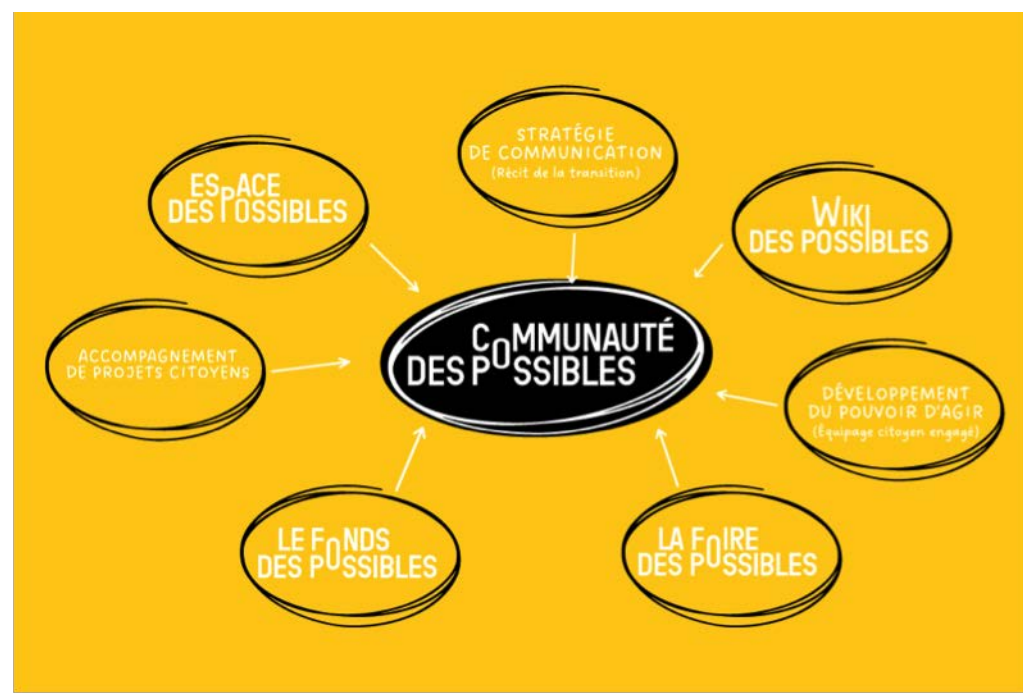 STRATÉGIE
DE COMMUNICATION
(Récit de la transition)
ESPACE
DES POSSIBLES
WIKI
DES POSSIBLES
COMMUNAUTÉ
DES POSSIBLES
ACCOMPAGNEMENT
DE PROJETS CITOYENS
DÉVELOPPEMENT
DU POUVOIR D'AGIR
(Équipage citoyen engagé)
LE FONDS
DES POSSIBLES
LA FOIRE
DES POSSIBLES